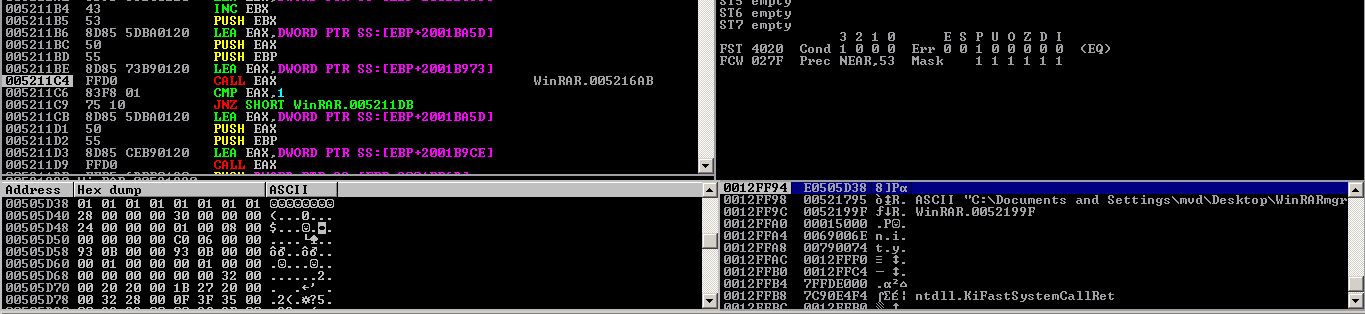 005211B4 43 INC EBX
005211B5 53 PUSH EBX
005211B6 8D85 5DBA0120 LEA EAX,DWORD PTR SS:[EBP+2001BA5D]
005211BC 50 PUSH EAX
005211BD 55 PUSH EBP
005211BE 8D85 73B90120 LEA EAX,DWORD PTR SS:[EBP+2001B973]
005211C4 FFD0 CALL EAX WinRAR.005216AB
005211C6 83F8 01 CMP EAX,1
005211C9 75 10 JNZ SHORT WinRAR.005211DB
005211CB 8D85 5DBA0120 LEA EAX,DWORD PTR SS:[EBP+2001BA5D]
005211D1 50 PUSH EAX
005211D2 55 PUSH EBP
005211D3 8D85 CEB90120 LEA EAX,DWORD PTR SS:[EBP+2001B9CE]
005211D9 FFD0 CALL EAX
ST5 empty
ST6 empty
ST7 empty
3 2 1 0 E S P U O Z D I
FST 4020 Cond 1 0 0 0 Err 0 0 1 0 0 0 0 0 (EQ)
FCW 027F Prec NEAR,53 Mask 1 1 1 1 1 1
Address Hex dump ASCII
00505D38 01 01 01 01 01 01 01 01 ☺☺☺☺☺☺☺☺
00505D40 28 00 00 00 30 00 00 00 (...0...
00505D48 24 00 00 00 01 00 08 00 $...☺.◘.
00505D50 00 00 00 00 C0 06 00 00 ....└♠..
00505D58 93 0B 00 00 93 0B 00 00 ô♂..ô♂..
00505D60 00 01 00 00 00 01 00 00 .☺...☺..
00505D68 00 00 00 00 00 00 32 00 ......2.
00505D70 00 20 20 00 1B 27 20 00 .  .←' .
00505D78 00 32 28 00 0F 3F 35 00 .2(.☼?5.
0012FF94 E0505D38 8]Pα
0012FF98 00521795 ò↨R. ASCII "C:\Documents and Settings\mvd\Desktop\WinRARmgr
0012FF9C 0052199F ƒ↓R. WinRAR.0052199F
0012FFA0 00015000 .P☺.
0012FFA4 0069006E n.i.
0012FFA8 00790074 t.y.
0012FFAC 0012FFF0 ≡ ↕.
0012FFB0 0012FFC4 ─ ↕.
0012FFB4 7FFDE000 .α²⌂
0012FFB8 7C90E4F4 ⌠ΣÉ| ntdll.KiFastSystemCallRet
0012FFBC 0012FFB0 ░ ↕.